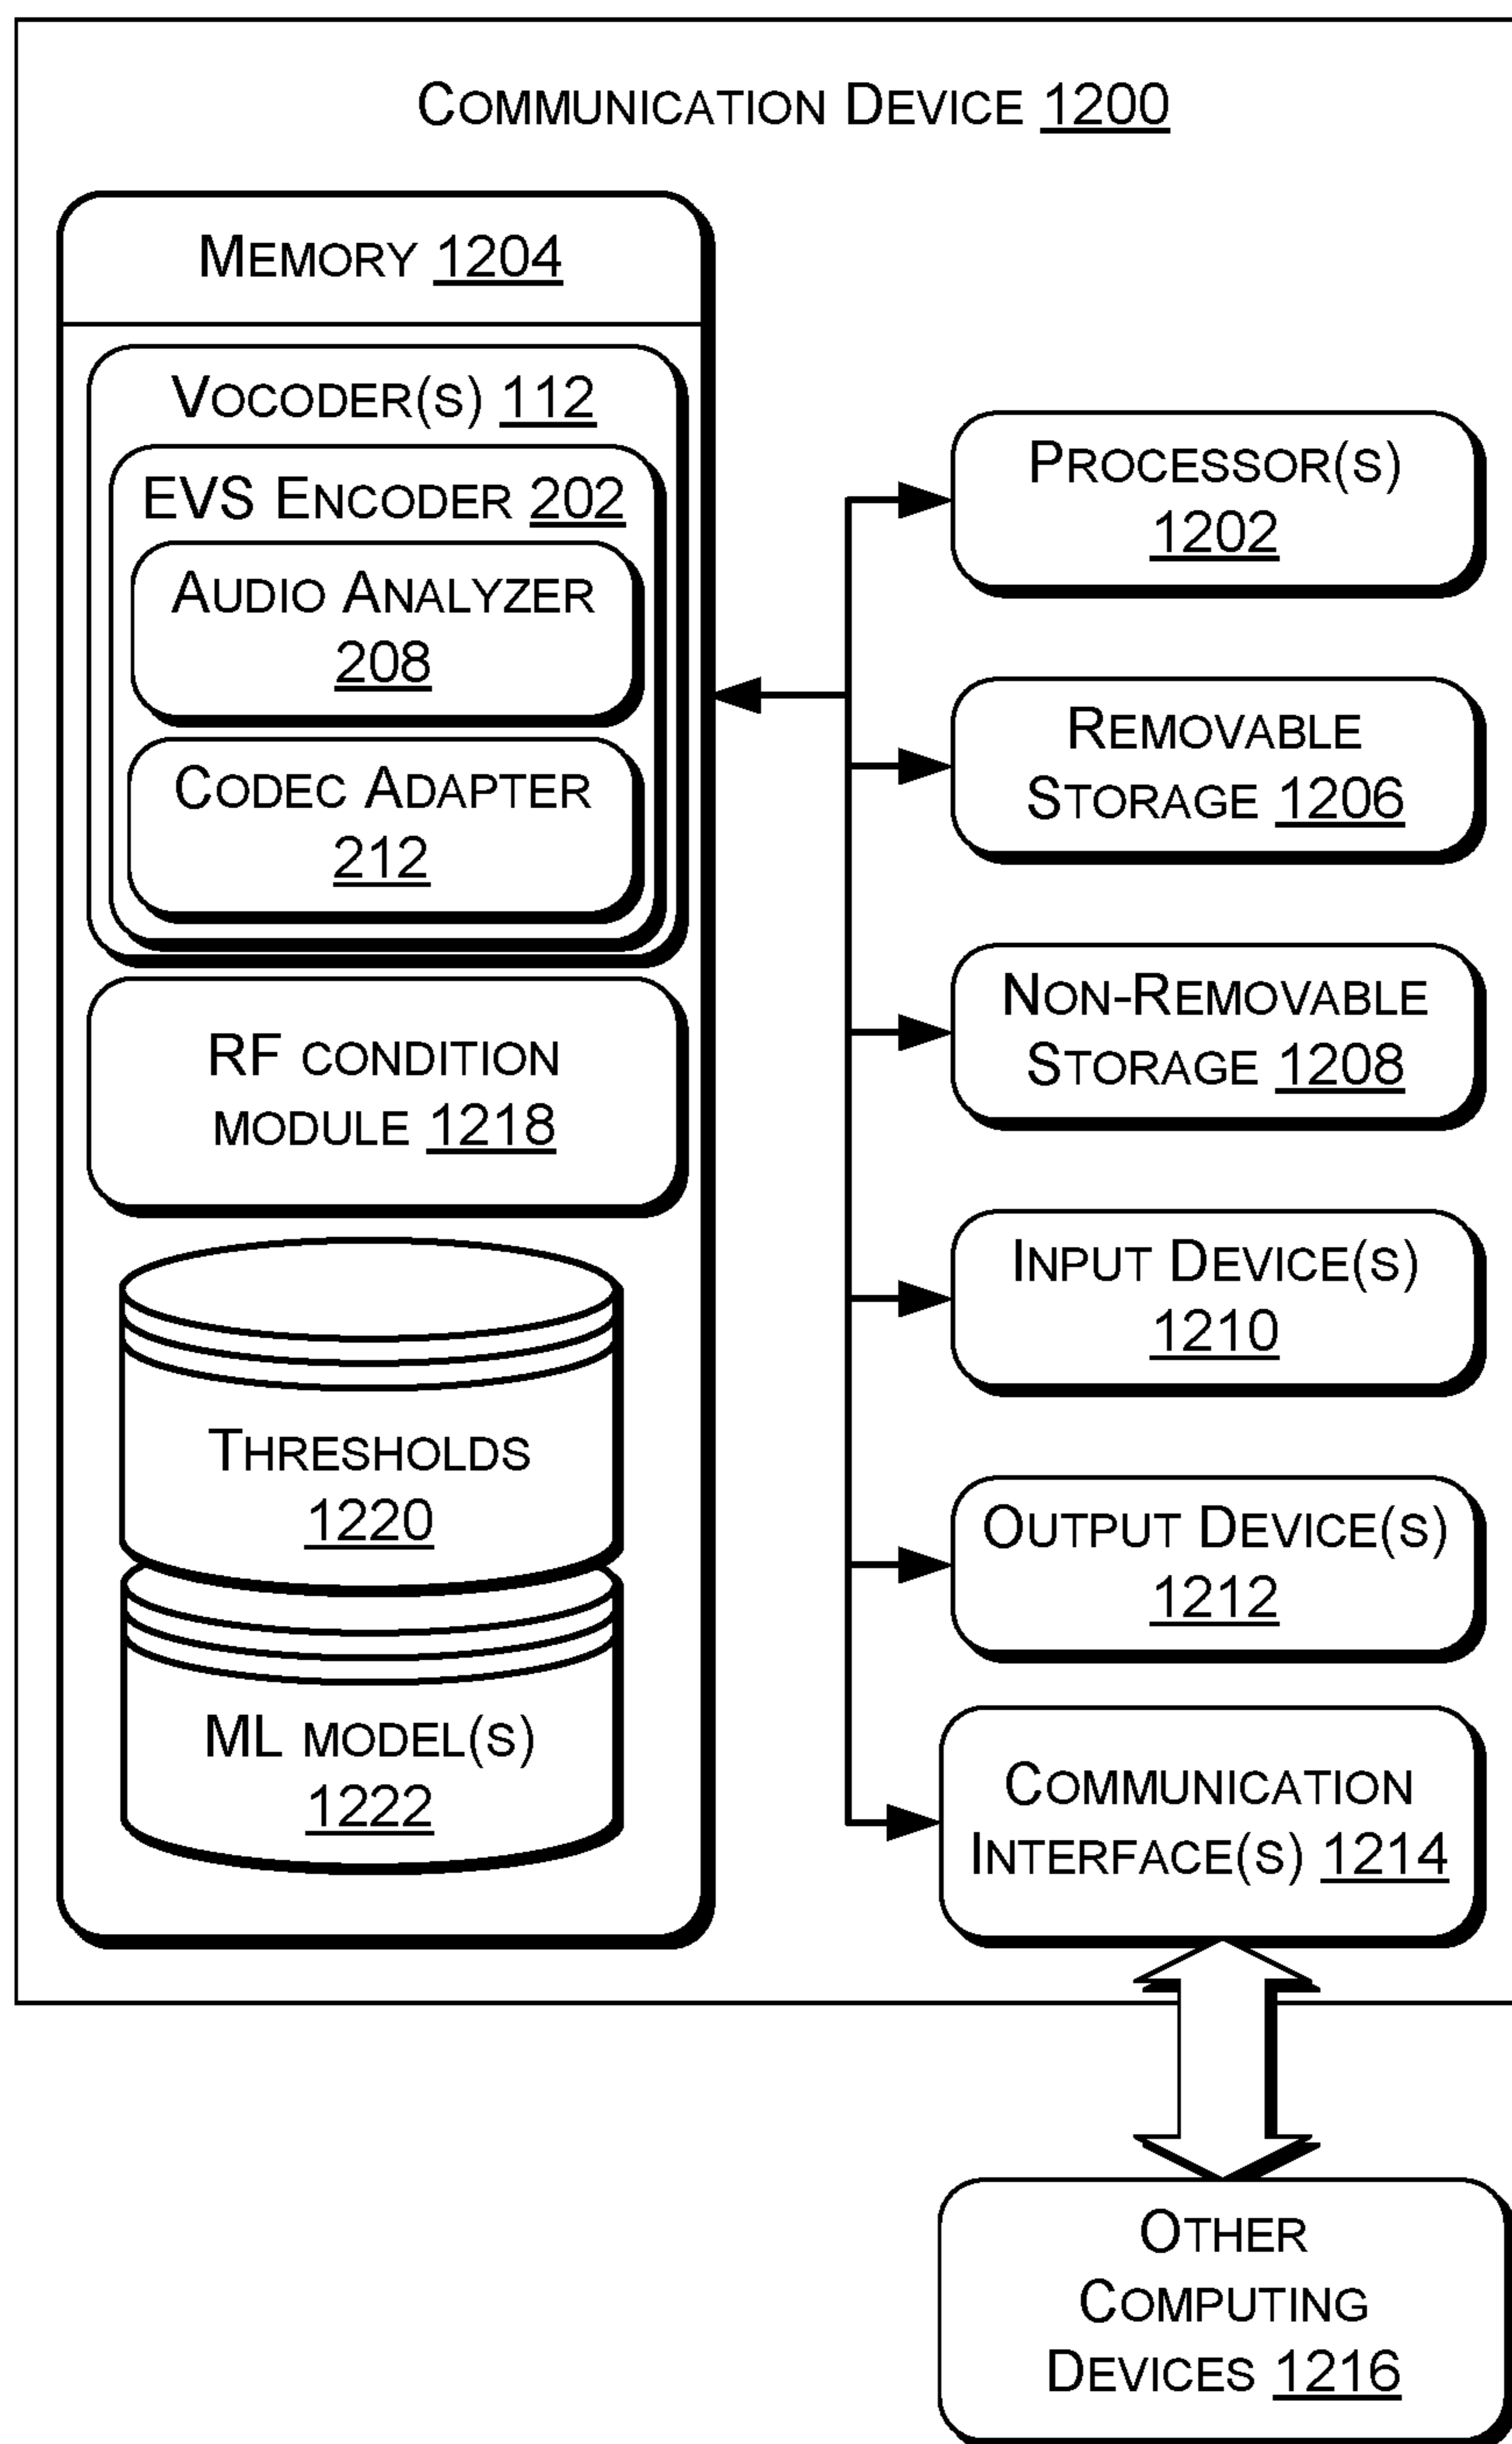 COMMUNICATION DEVICE 1200
MEMORY 1204
VOCODER(S) 112
EVS ENCODER 202
AUDIO ANALYZER
208
CODEC ADAPTER
212
RF CONDITION
MODULE 1218
THRESHOLDS
1220
ML MODEL(S)
1222
PROCESSOR(S)
1202
REMOVABLE
STORAGE 1206
NON-REMOVABLE
STORAGE 1208
INPUT DEVICE(S)
1210
OUTPUT DEVICE(S)
1212
COMMUNICATION
INTERFACE(S) 1214
OTHER
COMPUTING
DEVICES 1216